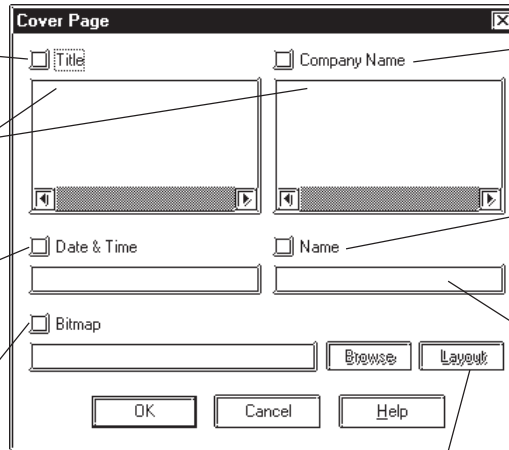 Cover Page
Title
Company Name
Date & Time
Name
Bitmap
Browse Layout
OK Cancel Help